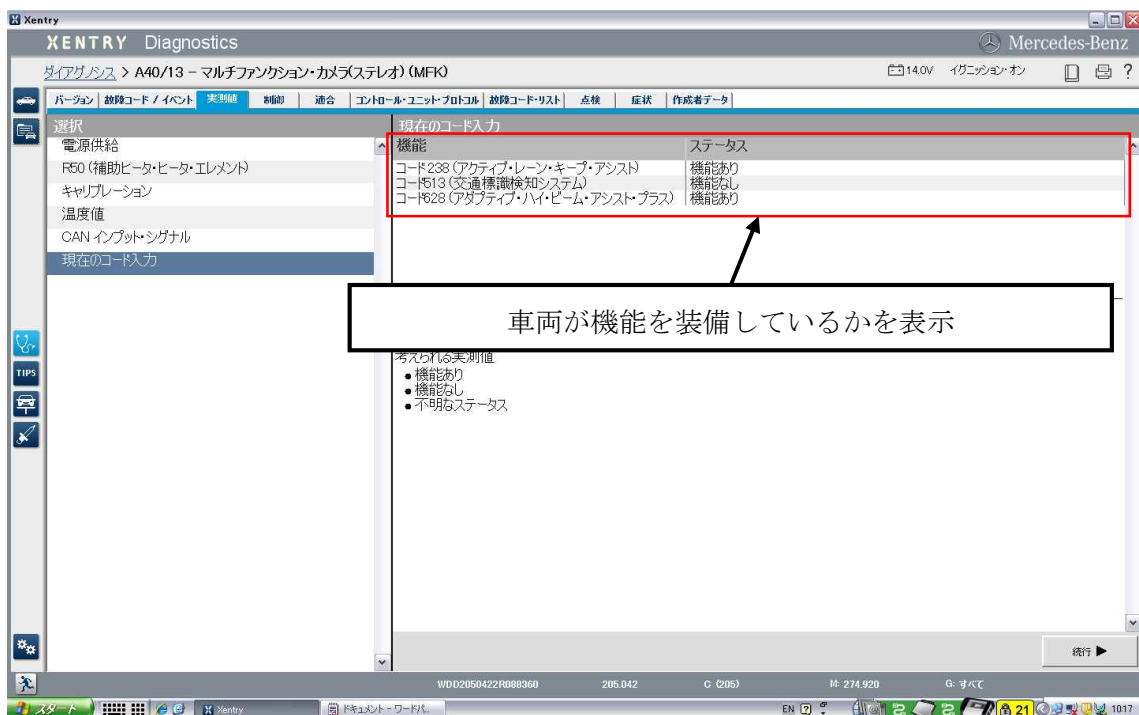 Xentry
XENTRY Diagnostics
Mercedes-Benz
ダイアグノシス > A40/13 – マルチファンクション・カメラ(ステレオ) (MFK)
14.0V イグニッション・オン
?
バージョン 故障コード / イベント 実測値 制御 適合 コントロール・ユニット・プロトコル 故障コード・リスト 点検 症状 作成者データ
選択
電源供給
R50 (補助ヒータ・ヒータ・エレメント)
キャリブレーション
温度値
CAN インプット・シグナル
現在のコード入力
現在のコード入力
機能 ステータス
コード238 (アクティブ・レーン・キープ・アシスト) 機能あり
コード513 (交通標識検知システム) 機能なし
コード628 (アダプティブ・ハイ・ビーム・アシスト・プラス) 機能あり
車両が機能を装備しているかを表示
考えられる実測値
● 機能あり
● 機能なし
● 不明なステータス
TIPS
続行 ▶
WDD2050422R088360 205.042 C (205) M: 274.920 G: すべて
スタート Xentry ドキュメント - ワードパ... EN 21 1017